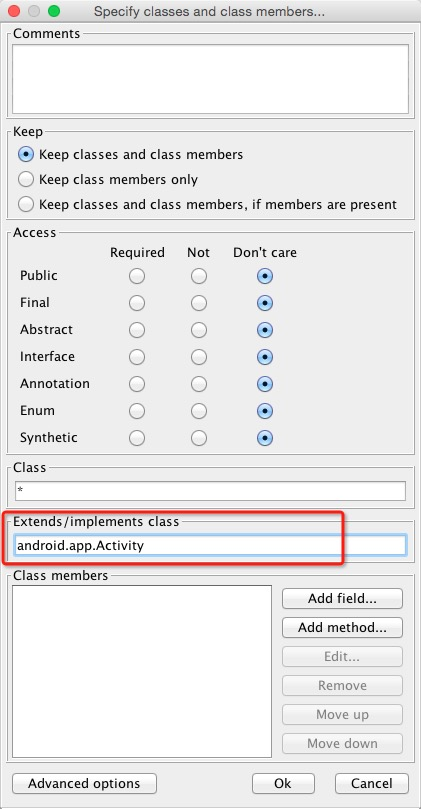 Specify classes and class members...
Comments
Keep
Keep classes and class members
Keep class members only
Keep classes and class members, if members are present
Access
Required Not Don't care
Public
Final
Abstract
Interface
Annotation
Enum
Synthetic
Class
*
Extends/implements class
android.app.Activity
Class members
Add field...
Add method...
Edit...
Remove
Move up
Move down
Advanced options Ok Cancel